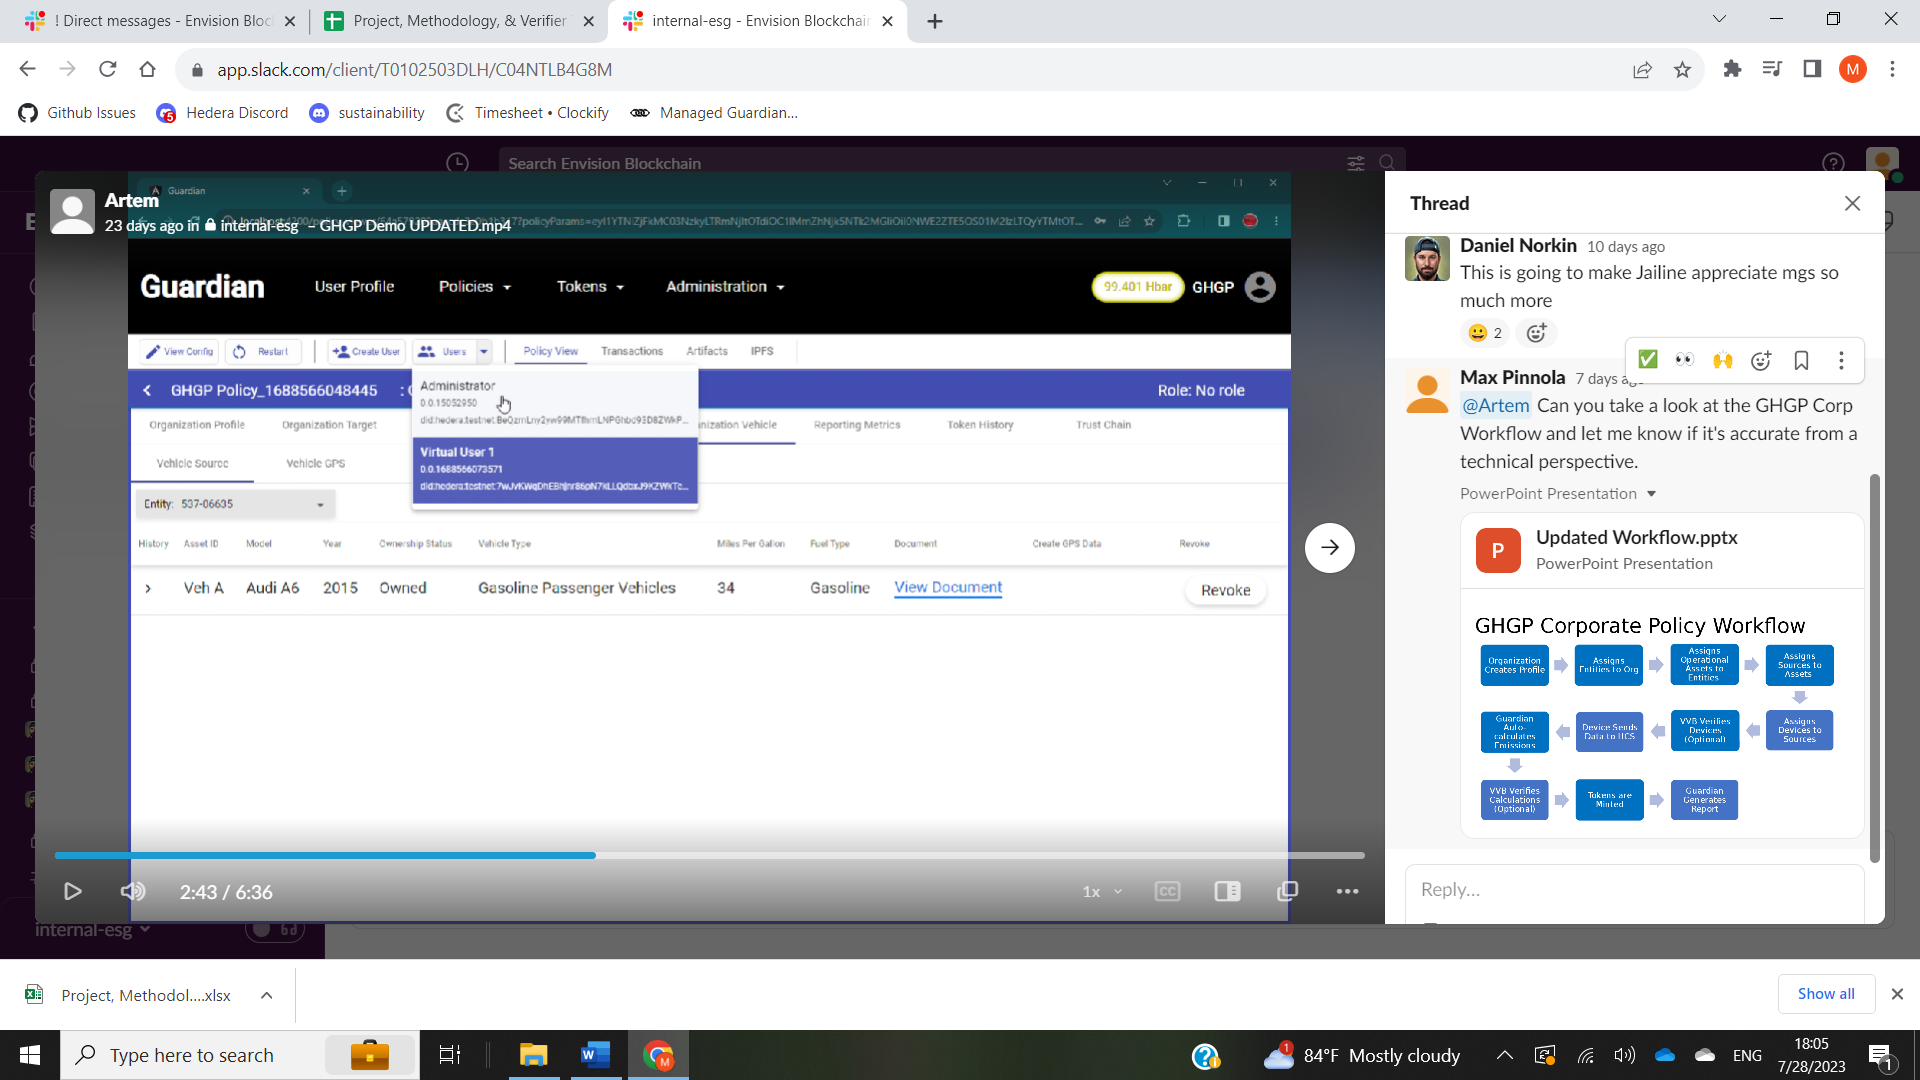 ! Direct messages - Envision Bloc
Project, Methodology, & Verifier
internal-esg - Envision Blockchain
app.slack.com/client/T0102503DLH/C04NTLB4G8M
M
Github Issues
Hedera Discord
sustainability
Timesheet • Clockify
Managed Guardian...
Search Envision Blockchain
Guardian
Artem
23 days ago in internal-esg – GHGP Demo UPDATED.mp4
Guardian
User Profile
Policies
Tokens
Administration
99.401 Hbar
GHGP
View Config
Restart
Create User
Users
Policy View
Transactions
Artifacts
IPFS
GHGP Policy_1688566048445
Role: No role
Administrator
0.0.15052950
Virtual User 1
0.0.1688566073571
Organization Profile
Organization Target
nization Vehicle
Reporting Metrics
Token History
Trust Chain
Vehicle Source
Vehicle GPS
Entity: 537-06635
History Asset ID Model Year Ownership Status Vehicle Type Miles Per Gallon Fuel Type Document Create GPS Data Revoke
Veh A Audi A6 2015 Owned Gasoline Passenger Vehicles 34 Gasoline View Document Revoke
2:43 / 6:36
1x
CC
internal-esg
Thread
Daniel Norkin 10 days ago
This is going to make Jailine appreciate mgs so
much more
2
Max Pinnola 7 days
@Artem Can you take a look at the GHGP Corp
Workflow and let me know if it's accurate from a
technical perspective.
PowerPoint Presentation
P
Updated Workflow.pptx
PowerPoint Presentation
GHGP Corporate Policy Workflow
Organization
Creates Profile
Assigns
Entities to Org
Assigns
Operational
Assets to
Entities
Assigns
Sources to
Assets
Guardian
Auto-
calculates
Emissions
Device Sends
Data to HCS
VVB Verifies
Devices
(Optional)
Assigns
Devices to
Sources
VVB Verifies
Calculations
(Optional)
Tokens are
Minted
Guardian
Generates
Report
Reply...
Project, Methodol....xlsx
Show all
Type here to search
84°F Mostly cloudy
ENG
18:05
7/28/2023
1